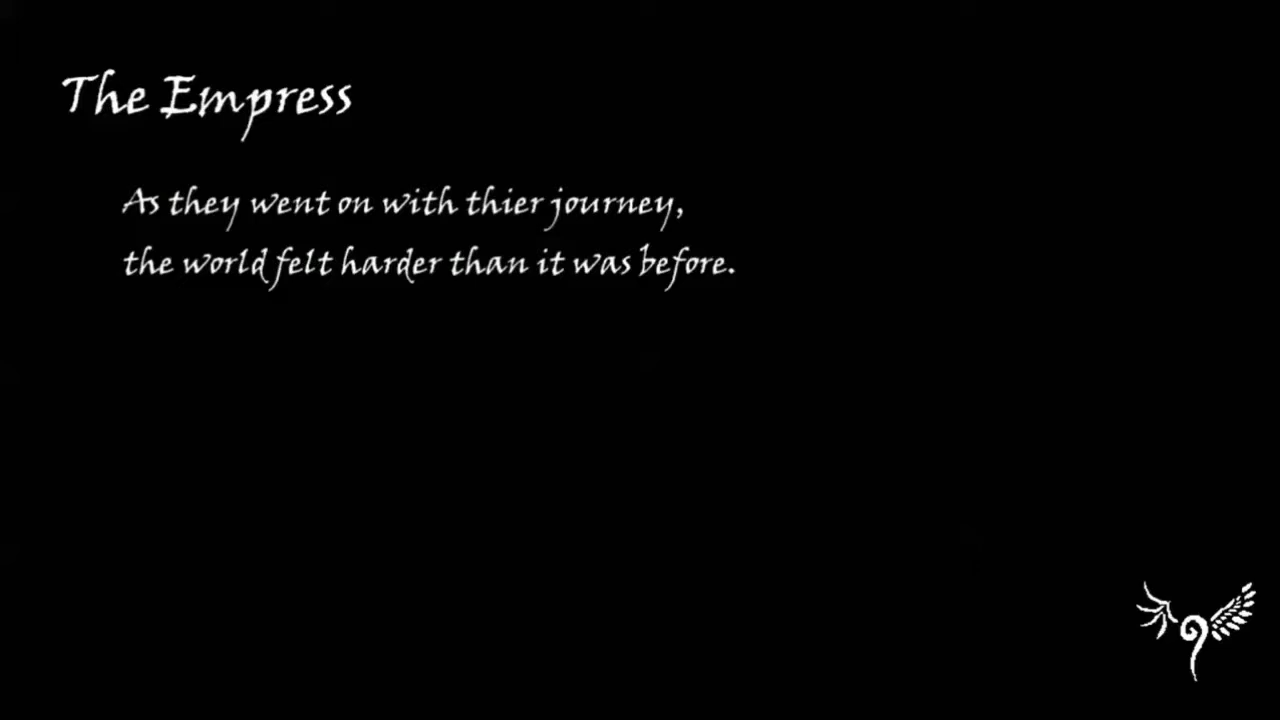 The Empress
As they went on with thier journey,
the world felt harder than it was before.